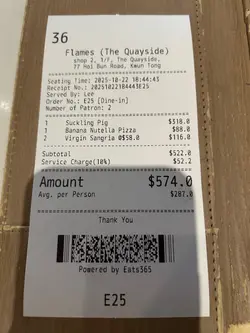 36
Flames (The Quayside)
shop 2, 1/F, The Quayside,
77 Hoi Bun Road, Kwun Tong
Seating Time: 2025-10-22 18:44:43
Receipt No.: 20251022184443E25
Served By: Lee
Order No.: E25 [Dine-in]
Number of Patron: 2
1 Suckling Pig $318.0
1 Banana Nutella Pizza $88.0
2 Virgin Sangria @$58.0 $116.0
Subtotal $522.0
Service Charge(10%) $52.2
Amount $574.0
Avg. per Person $287.0
Thank You
Powered by Eats365
E25